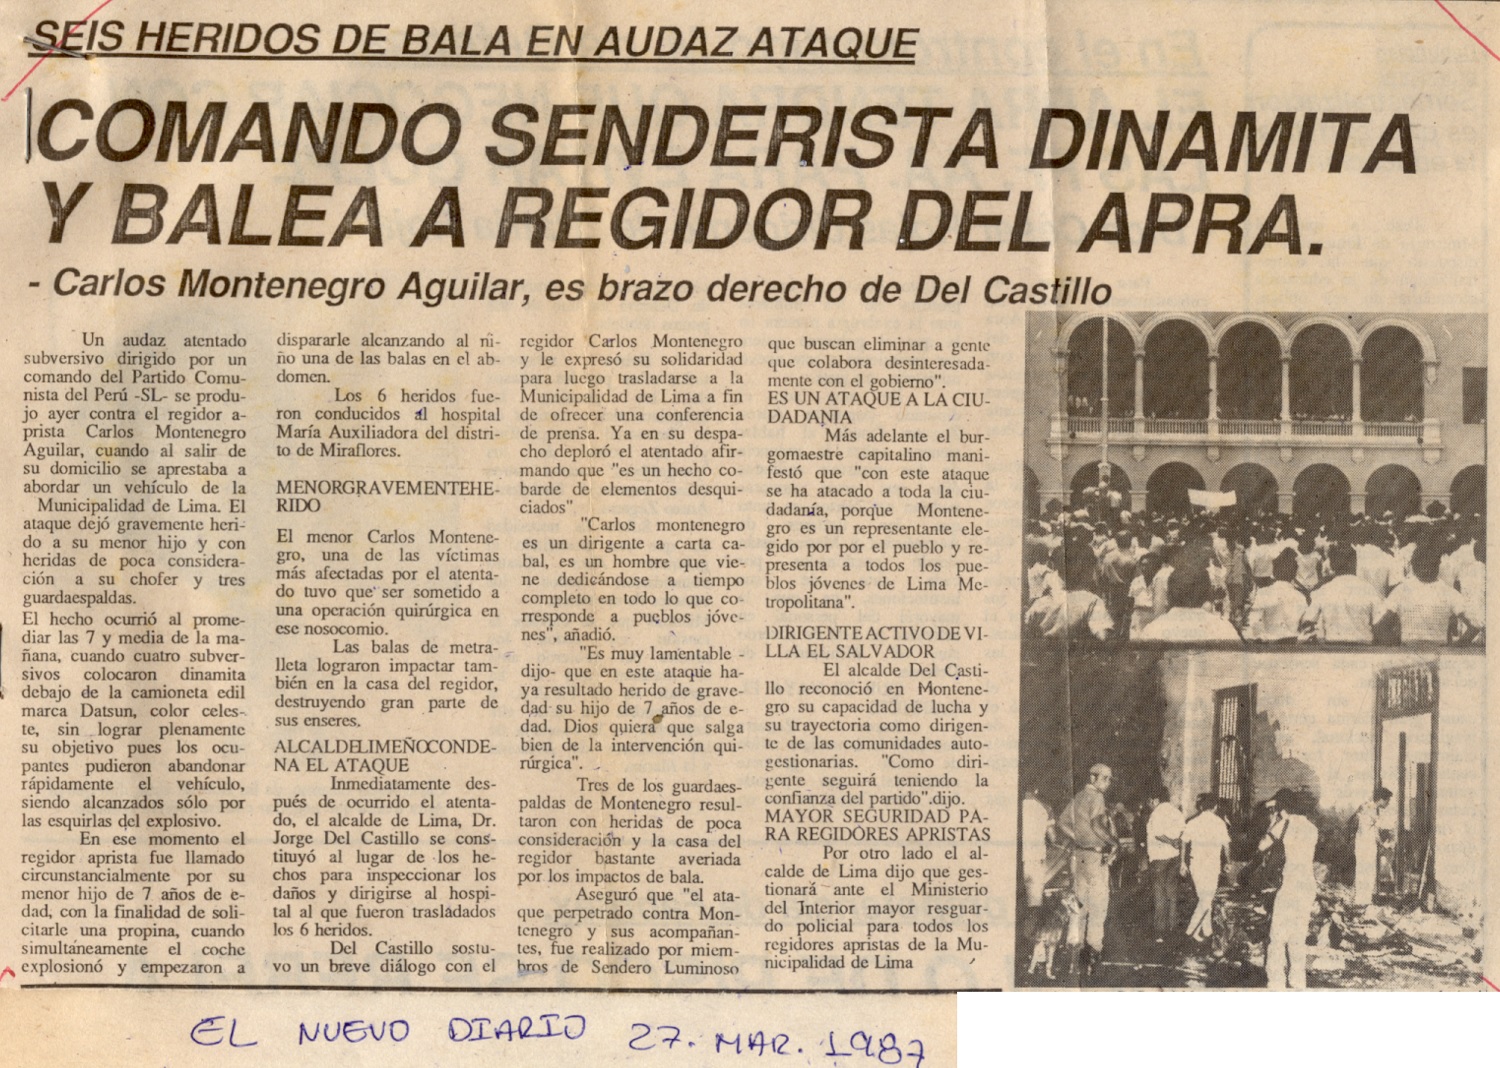 SEIS HERIDOS DE BALA EN AUDAZ ATAQUE
COMANDO SENDERISTA DINAMITA
Y BALEA A REGIDOR DEL APRA.
- Carlos Montenegro Aguilar, es brazo derecho de Del Castillo
Un audaz atentado
subversivo dirigido por un
comando del Partido Comu-
nista del Perú -SL- se produ-
jo ayer contra el regidor a-
prista Carlos Montenegro
Aguilar, cuando al salir de
su domicilio se aprestaba a
abordar un vehículo de la
Municipalidad de Lima. El
ataque dejó gravemente heri-
do a su menor hijo y con
heridas de poca considera-
ción a su chofer y tres
guardaespaldas.
El hecho ocurrió al prome-
diar las 7 y media de la ma-
ñana, cuando cuatro subver-
sivos colocaron dinamita
debajo de la camioneta edil
marca Datsun, color celes-
te, sin lograr plenamente
su objetivo pues los ocu-
pantes pudieron abandonar
rápidamente el vehículo,
siendo alcanzados sólo por
las esquirlas del explosivo.
En ese momento el
regidor aprista fue llamado
circunstancialmente por su
menor hijo de 7 años de e-
dad, con la finalidad de soli-
citarle una propina, cuando
simultáneamente el coche
explosionó y empezaron a
dispararle alcanzando al ni-
ño una de las balas en el ab-
domen.
Los 6 heridos fue-
ron conducidos al hospital
María Auxiliadora del distri-
to de Miraflores.
MENORGRAVEMENTEHE-
RIDO
El menor Carlos Montene-
gro, una de las víctimas
más afectadas por el atenta-
do tuvo que ser sometido a
una operación quirúrgica en
ese nosocomio.
Las balas de metra-
lleta lograron impactar tam-
bién en la casa del regidor,
destruyendo gran parte de
sus enseres.
ALCALDELIMEÑOCONDE-
NA EL ATAQUE
Inmediatamente des-
pués de ocurrido el atenta-
do, el alcalde de Lima, Dr.
Jorge Del Castillo se cons-
tituyó al lugar de los he-
chos para inspeccionar los
daños y dirigirse al hospi-
tal al que fueron trasladados
los 6 heridos.
Del Castillo sostu-
vo un breve diálogo con el
regidor Carlos Montenegro
y le expresó su solidaridad
para luego trasladarse a la
Municipalidad de Lima a fin
de ofrecer una conferencia
de prensa. Ya en su despa-
cho deploró el atentado afir-
mando que "es un hecho co-
barde de elementos desqui-
ciados"
"Carlos montenegro
es un dirigente a carta ca-
bal, es un hombre que vie-
ne dedicándose a tiempo
completo en todo lo que co-
rresponde a pueblos jóve-
nes", añadió.
"Es muy lamentable -
dijo- que en este ataque ha-
ya resultado herido de grave-
dad su hijo de 7 años de e-
dad. Dios quiera que salga
bien de la intervención qui-
rúrgica".
Tres de los guardaes-
paldas de Montenegro resul-
taron con heridas de poca
consideración y la casa del
regidor bastante averiada
por los impactos de bala.
Aseguró que "el ata-
que perpetrado contra Mon-
tenegro y sus acompañan-
tes, fue realizado por miem-
bros de Sendero Luminoso
que buscan eliminar a gente
que colabora desinteresada-
mente con el gobierno".
ES UN ATAQUE A LA CIU-
DADANIA
Más adelante el bur-
gomaestre capitalino mani-
festó que "con este ataque
se ha atacado a toda la ciu-
dadanía, porque Montene-
gro es un representante ele-
gido por por el pueblo y re-
presenta a todos los pue-
blos jóvenes de Lima Me-
tropolitana".
DIRIGENTE ACTIVO DE VI-
LLA EL SALVADOR
El alcalde Del Casti-
llo reconoció en Montene-
gro su capacidad de lucha y
su trayectoria como dirigen-
te de las comunidades auto-
gestionarias. "Como diri-
gente seguirá teniendo la
confianza del partido".dijo.
MAYOR SEGURIDAD PA-
RA REGIDORES APRISTAS
Por otro lado el al-
calde de Lima dijo que ges-
tionará ante el Ministerio
del Interior mayor resguar-
do policial para todos los
regidores apristas de la Mu-
nicipalidad de Lima
EL NUEVO DIARIO 27. MAR. 1987